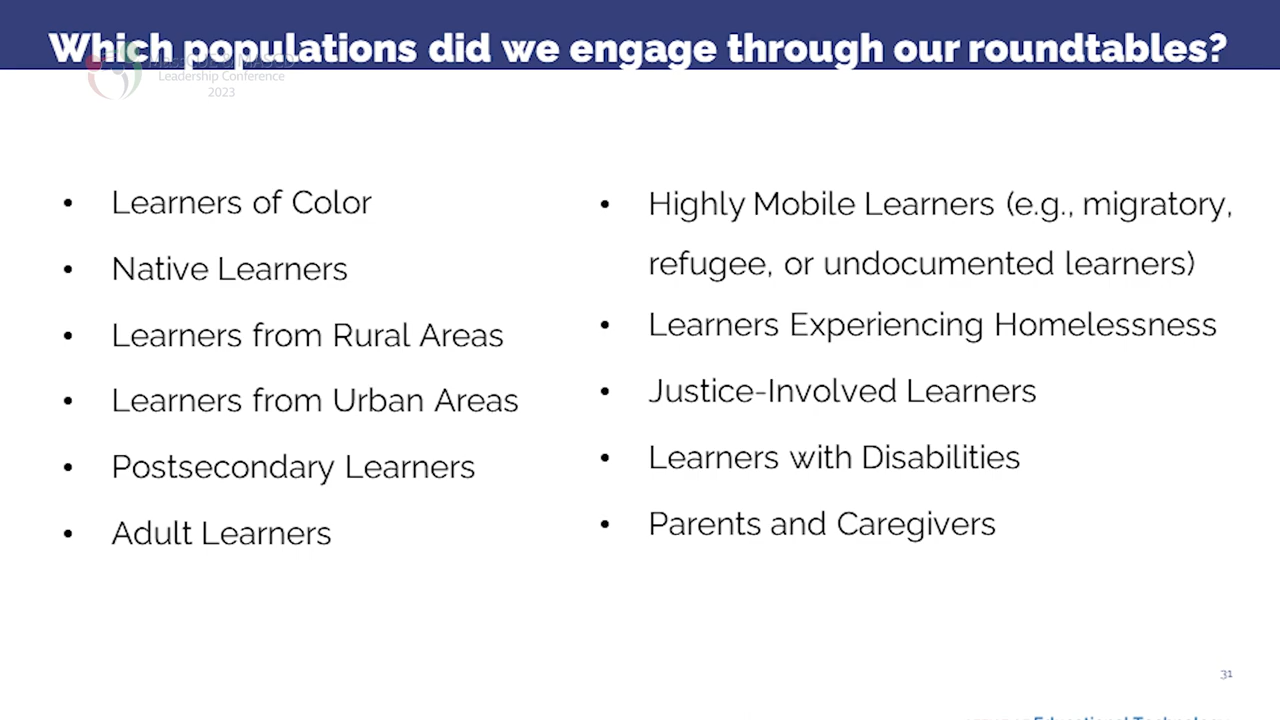 Which populations did we engage through our roundtables?
Leadership Conference
2023
• Learners of Color
• Native Learners
• Learners from Rural Areas
• Learners from Urban Areas
• Postsecondary Learners
• Adult Learners
• Highly Mobile Learners (e.g., migratory,
refugee, or undocumented learners)
• Learners Experiencing Homelessness
• Justice-Involved Learners
• Learners with Disabilities
• Parents and Caregivers
31
Educational Technology